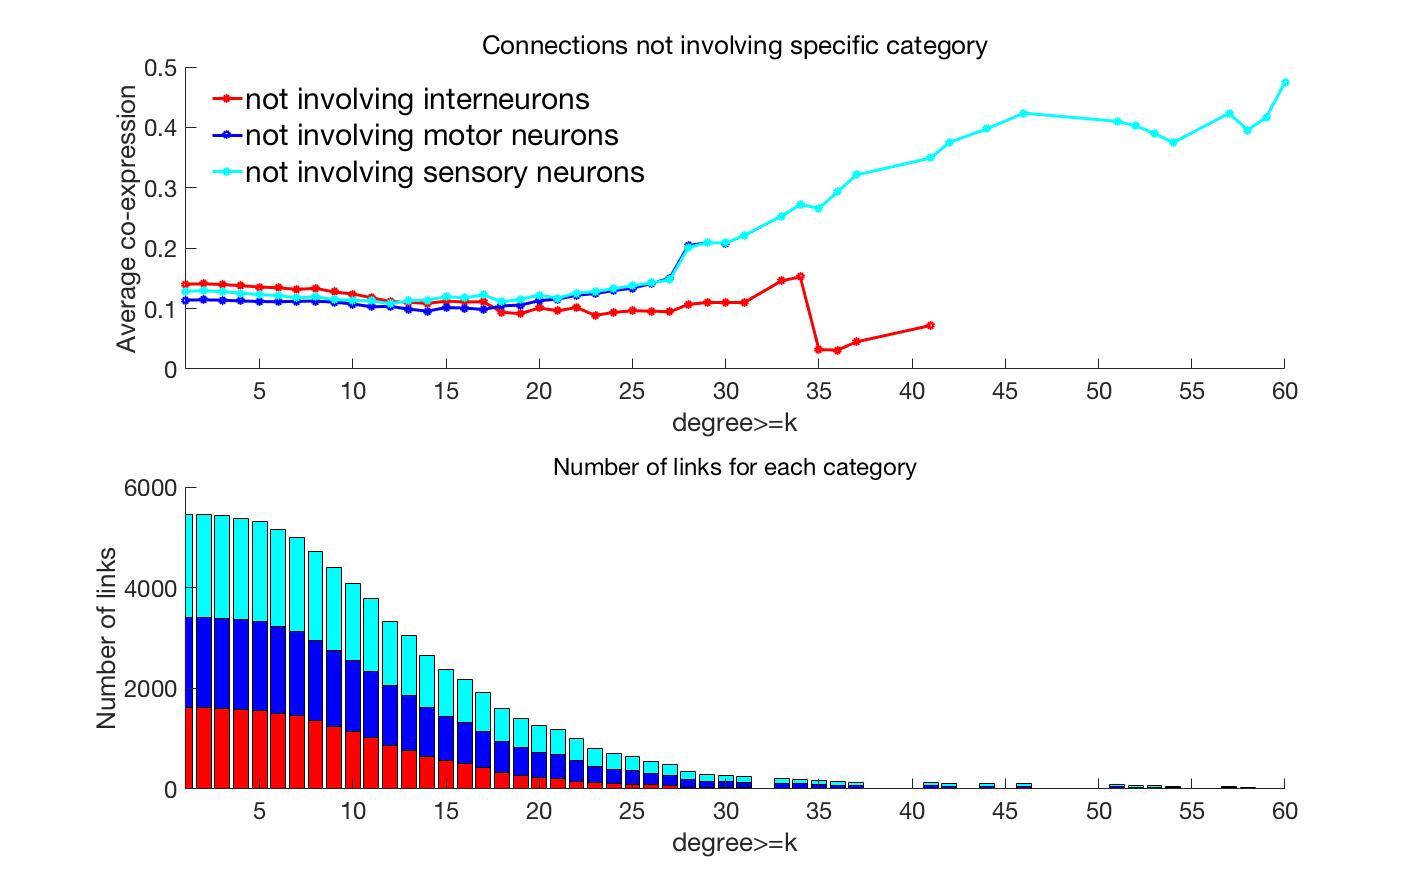 Connections not involving specific category
0.5
0.4
0.3
0.2
0.1
0
Average co-expression
not involving interneurons
not involving motor neurons
not involving sensory neurons
5 10 15 20 25 30 35 40 45 50 55 60
degree>=k
Number of links for each category
6000
4000
2000
0
Number of links
5 10 15 20 25 30 35 40 45 50 55 60
degree>=k